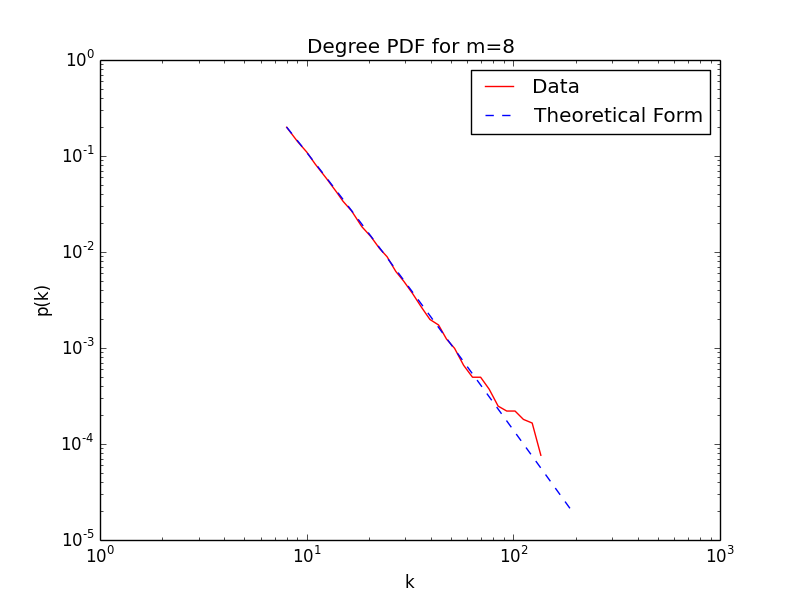 Degree PDF for m=8
Data
Theoretical Form
10^0
10^-1
10^-2
10^-3
10^-4
10^-5
p(k)
10^0 10^1 10^2 10^3
k